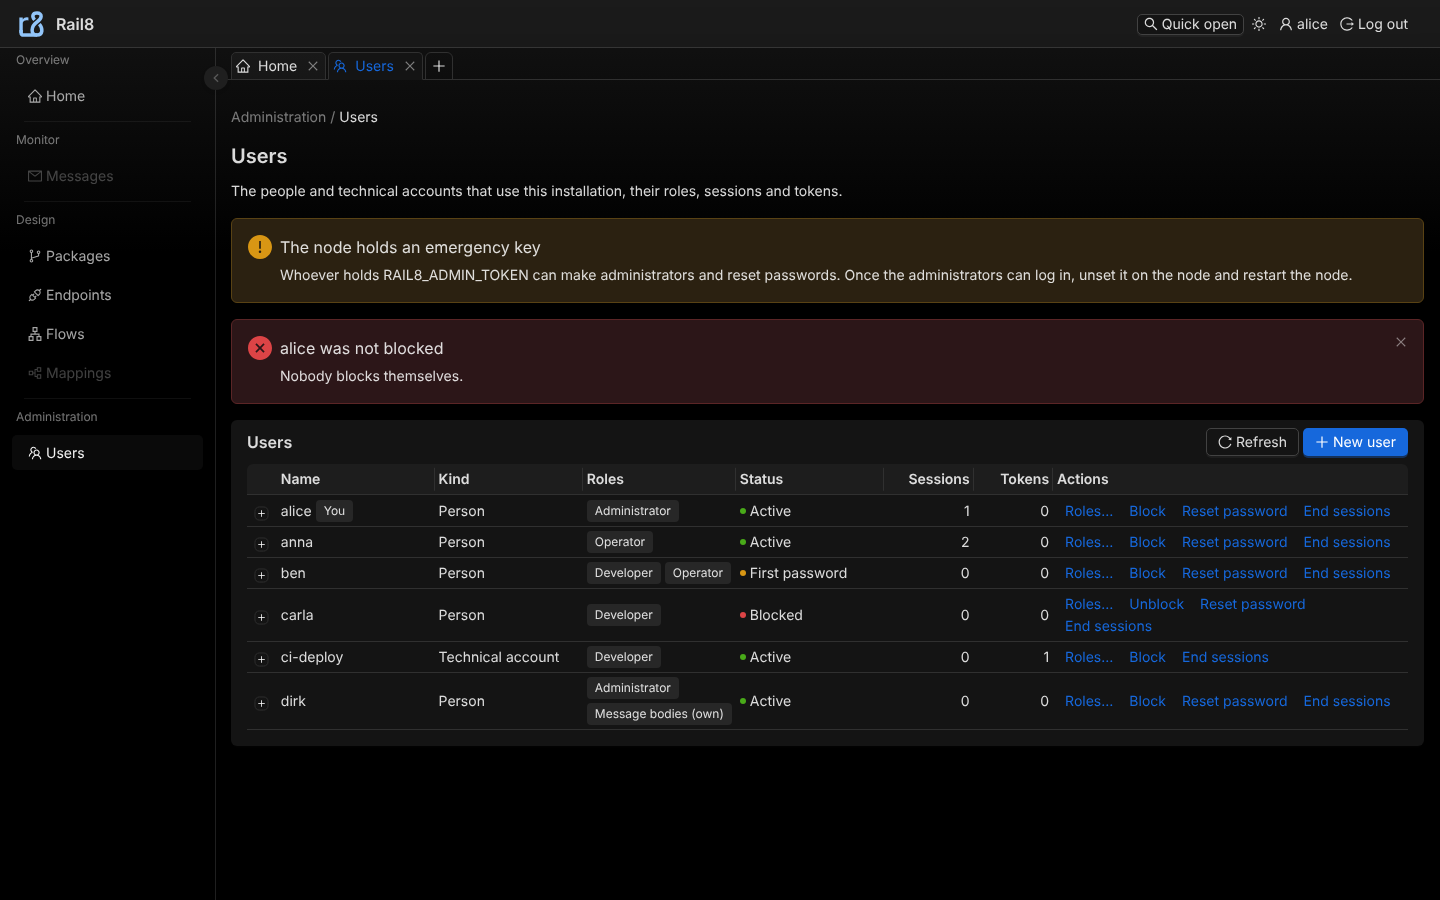 Rail8
Quick open
alice
Log out
Overview
Home
Monitor
Messages
Design
Packages
Endpoints
Flows
Mappings
Administration
Users
Home
Users
Administration / Users
Users
The people and technical accounts that use this installation, their roles, sessions and tokens.
The node holds an emergency key
Whoever holds RAIL8_ADMIN_TOKEN can make administrators and reset passwords. Once the administrators can log in, unset it on the node and restart the node.
alice was not blocked
Nobody blocks themselves.
Users
Refresh
New user
Name Kind Roles Status Sessions Tokens Actions
alice You Person Administrator Active 1 0 Roles... Block Reset password End sessions
anna Person Operator Active 2 0 Roles... Block Reset password End sessions
ben Person Developer Operator First password 0 0 Roles... Block Reset password End sessions
carla Person Developer Blocked 0 0 Roles... Unblock Reset password
End sessions
ci-deploy Technical account Developer Active 0 1 Roles... Block End sessions
dirk Person Administrator Active 0 0 Roles... Block Reset password End sessions
Message bodies (own)